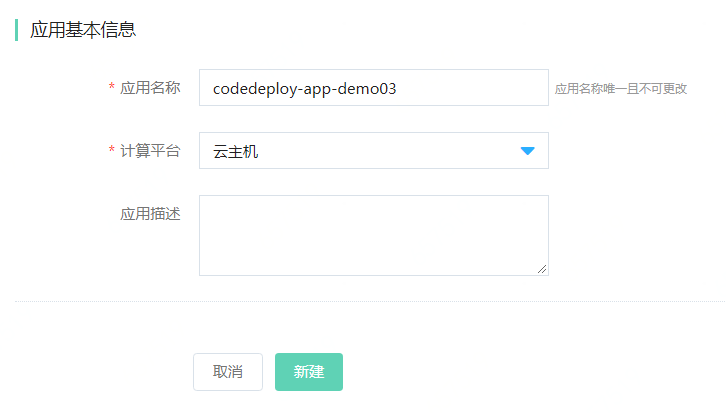 应用基本信息
* 应用名称 codedeploy-app-demo03 应用名称唯一且不可更改
* 计算平台 云主机
应用描述
取消 新建